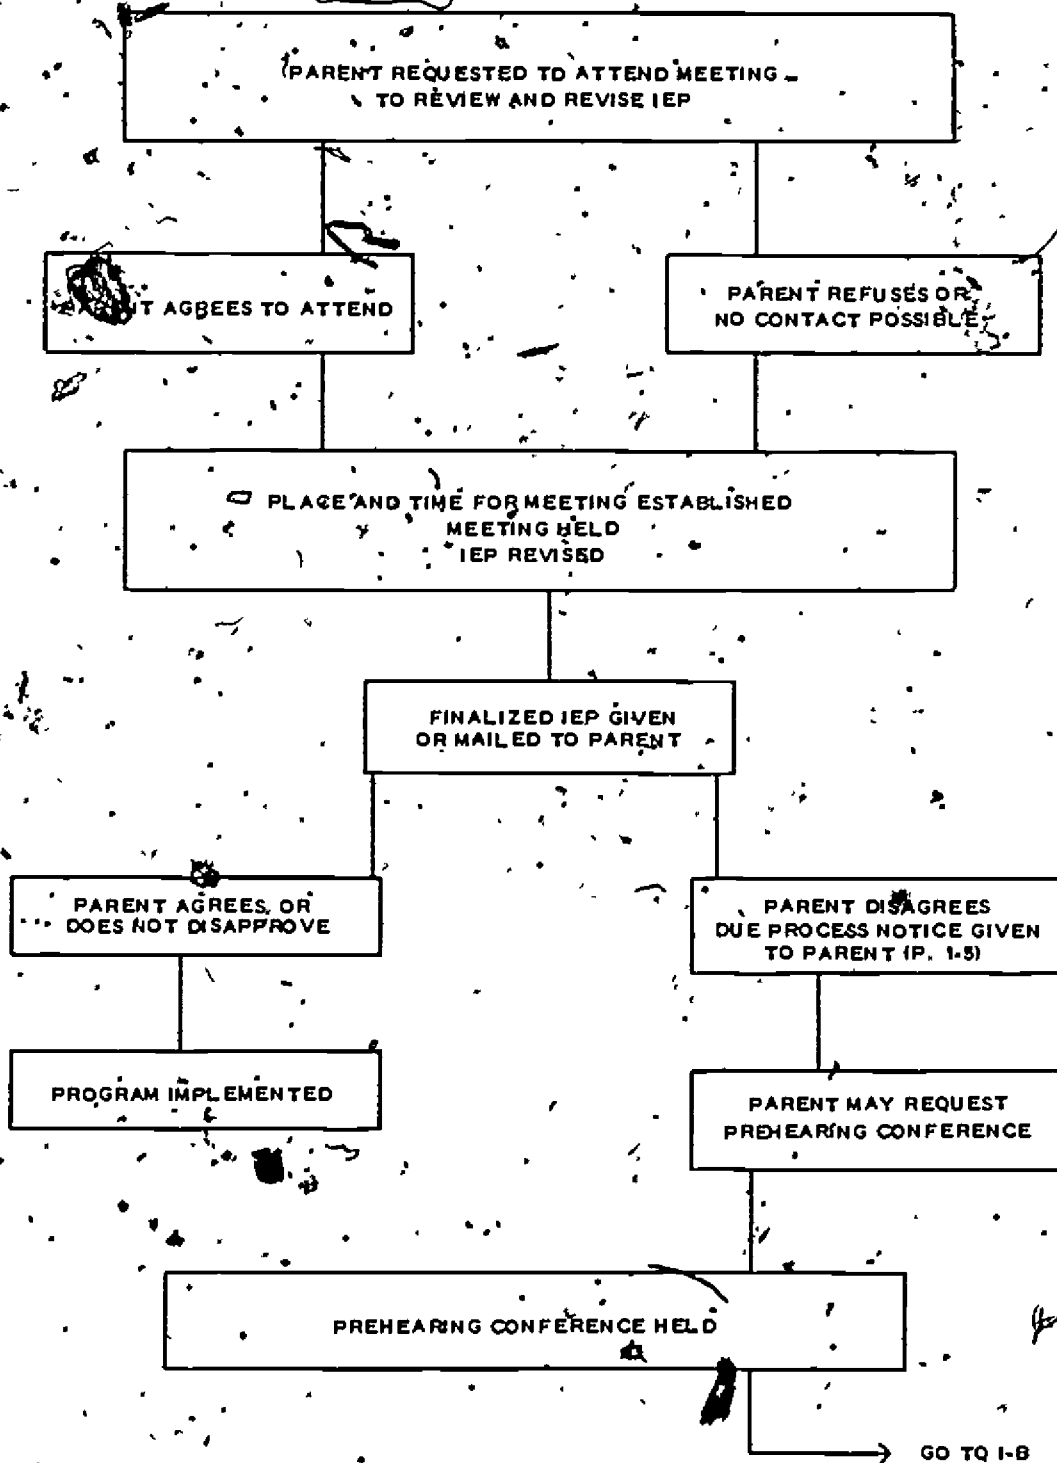 PARENT REQUESTED TO ATTEND MEETING
TO REVIEW AND REVISE IEP
AGREES TO ATTEND
PARENT REFUSES OR
NO CONTACT POSSIBLE
PLACE AND TIME FOR MEETING ESTABLISHED
MEETING HELD
IEP REVISED
FINALIZED IEP GIVEN
OR MAILED TO PARENT
PARENT AGREES OR
DOES NOT DISAPPROVE
PARENT DISAGREES
DUE PROCESS NOTICE GIVEN
TO PARENT (P. 1-5)
PROGRAM IMPLEMENTED
PARENT MAY REQUEST
PREHEARING CONFERENCE
PREHEARING CONFERENCE HELD
GO TO I-B